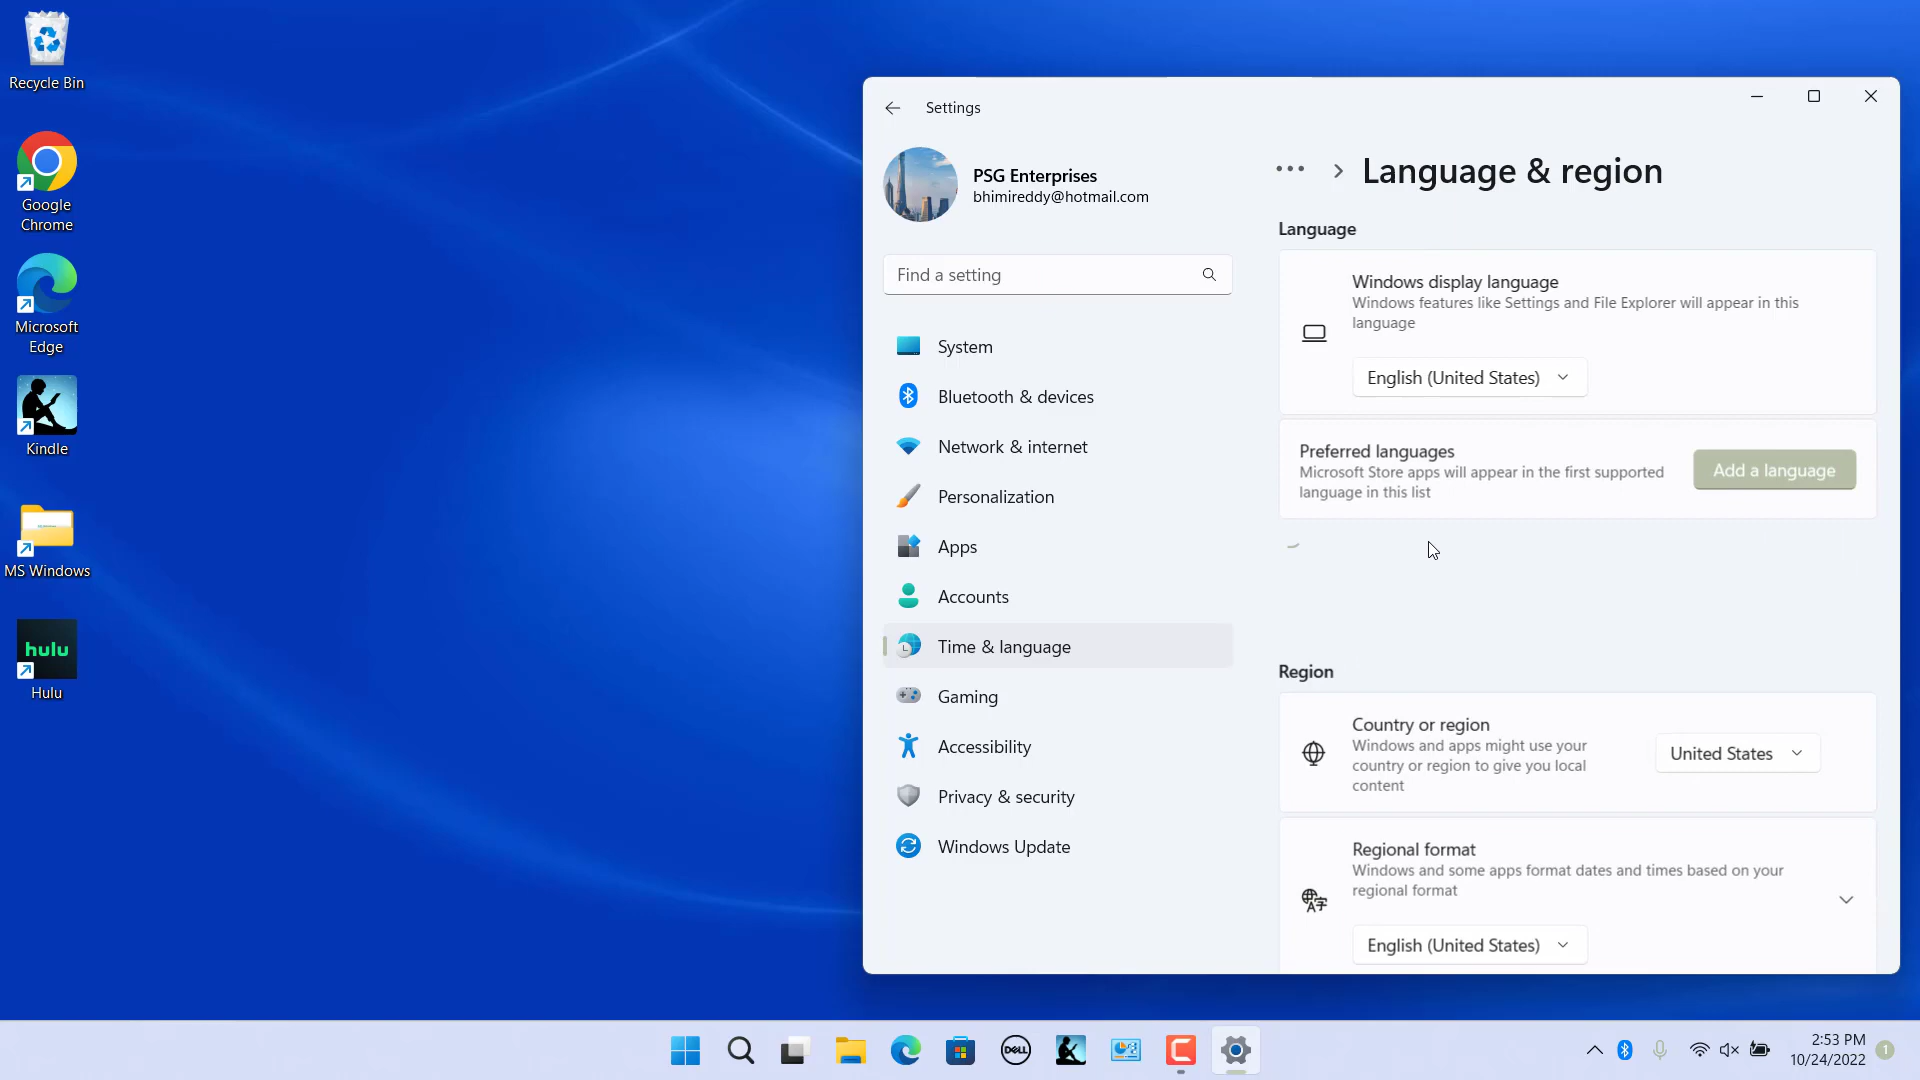 Recycle Bin
Google
Chrome
Microsoft
Edge
Kindle
MS Windows
hulu
Hulu
Settings
PSG Enterprises
bhimireddy@hotmail.com
Find a setting
System
Bluetooth & devices
Network & internet
Personalization
Apps
Accounts
Time & language
Gaming
Accessibility
Privacy & security
Windows Update
Language & region
Language
Windows display language
Windows features like Settings and File Explorer will appear in this
language
English (United States)
Preferred languages
Microsoft Store apps will appear in the first supported
language in this list
Add a language
Region
Country or region
Windows and apps might use your
country or region to give you local
content
United States
Regional format
Windows and some apps format dates and times based on your
regional format
English (United States)
DELL
2:53 PM
10/24/2022
1